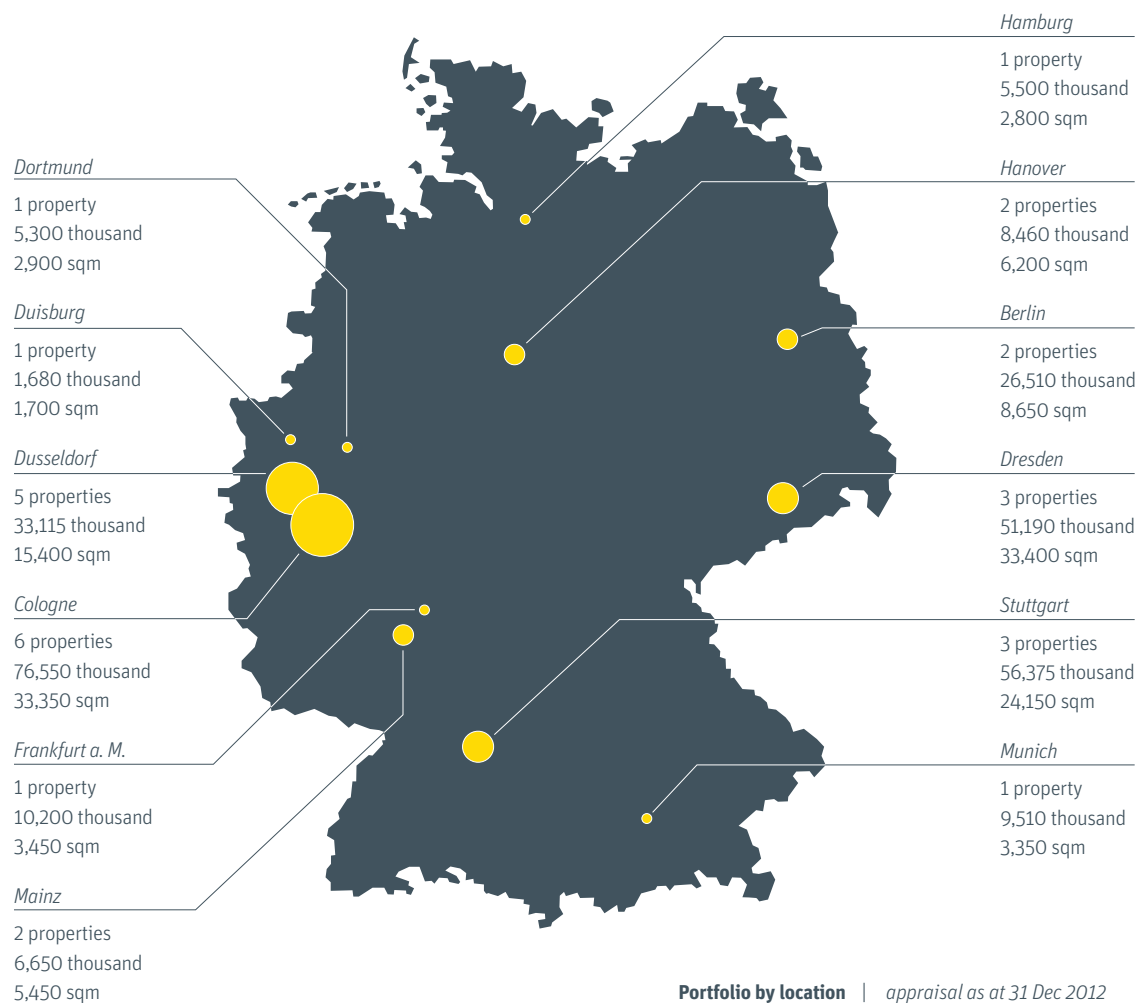 Dortmund
1 property
5,300 thousand
2,900 sqm
Duisburg
1 property
1,680 thousand
1,700 sqm
Dusseldorf
5 properties
33,115 thousand
15,400 sqm
Cologne
6 properties
76,550 thousand
33,350 sqm
Frankfurt a. M.
1 property
10,200 thousand
3,450 sqm
Mainz
2 properties
6,650 thousand
5,450 sqm
Hamburg
1 property
5,500 thousand
2,800 sqm
Hanover
2 properties
8,460 thousand
6,200 sqm
Berlin
2 properties
26,510 thousand
8,650 sqm
Dresden
3 properties
51,190 thousand
33,400 sqm
Stuttgart
3 properties
56,375 thousand
24,150 sqm
Munich
1 property
9,510 thousand
3,350 sqm
Portfolio by location | appraisal as at 31 Dec 2012